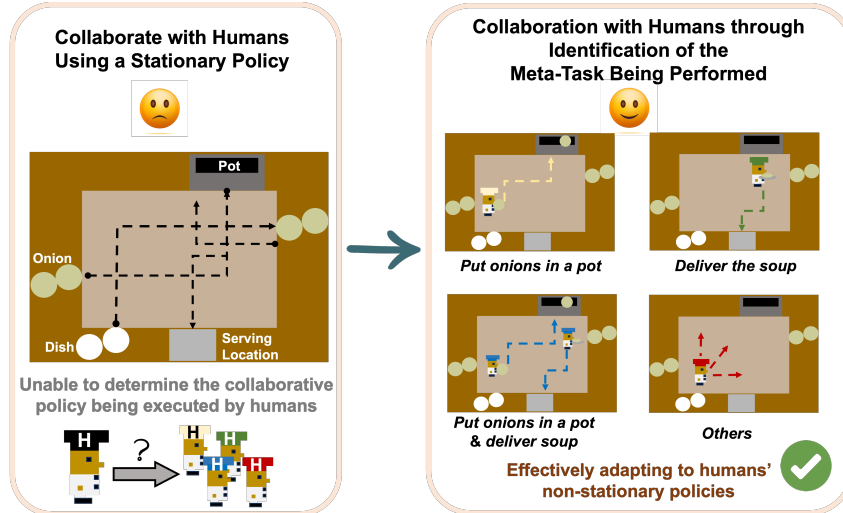 Collaborate with Humans
Using a Stationary Policy
Pot
Onion
Dish
Serving
Location
Unable to determine the collaborative
policy being executed by humans
H
?
H
H
H
H
Collaboration with Humans through
Identification of the
Meta-Task Being Performed
Put onions in a pot
Deliver the soup
Put onions in a pot
& deliver soup
Others
Effectively adapting to humans’
non-stationary policies